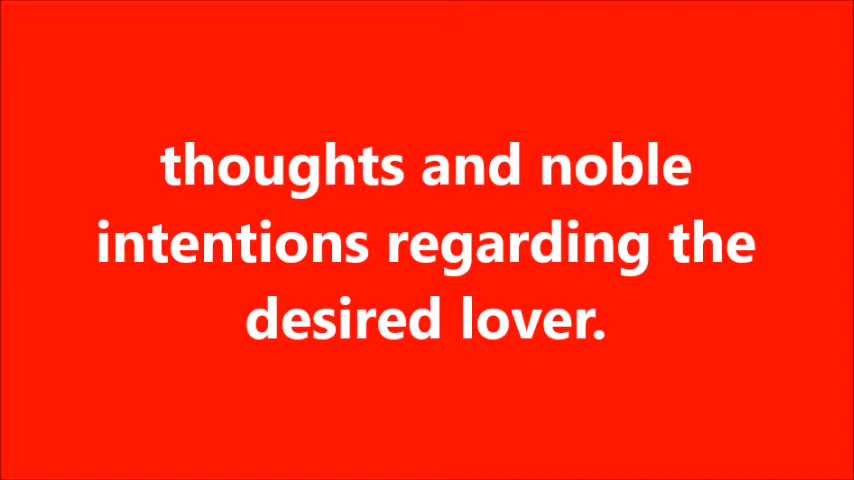 thoughts and noble
intentions regarding the
desired lover.